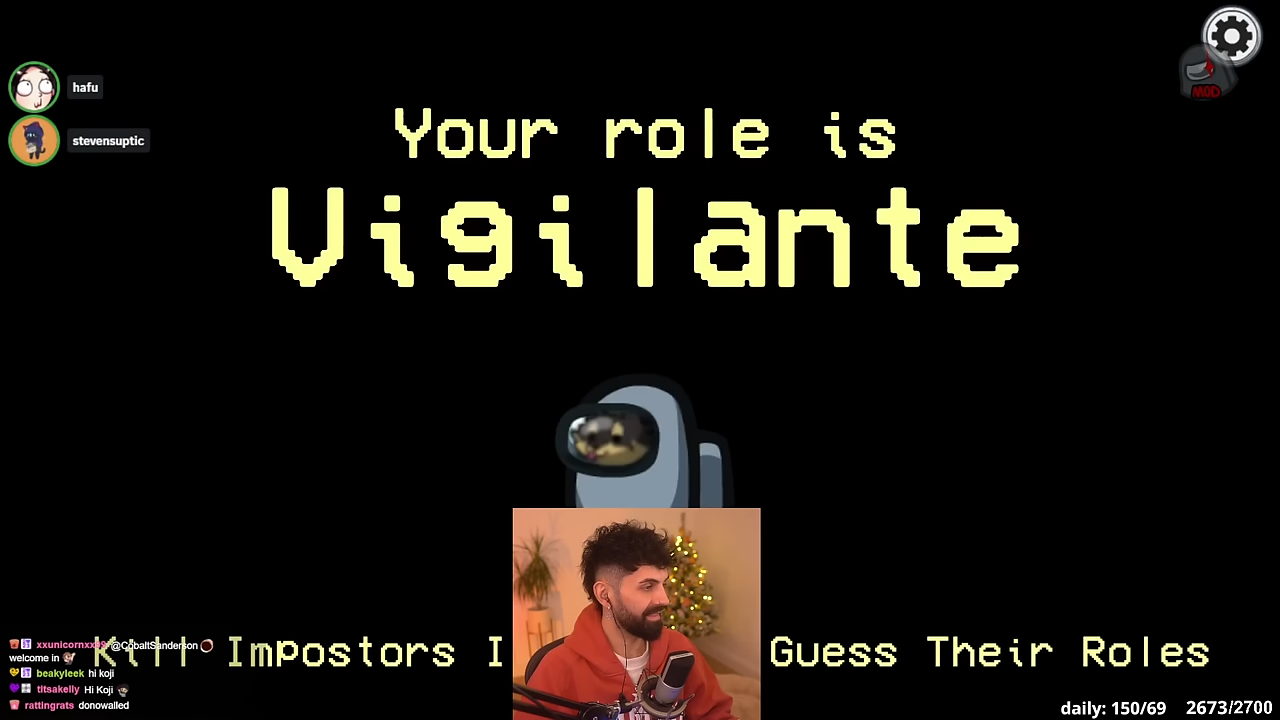 MOD
hafu
stevensuptic
Your role is
Vigilante
Kill Impostors I Guess Their Roles
@CobaltSanderson
welcome in
beakyleek hi koji
titsakelly Hi Koji
rattingrats donowalled
daily: 150/69 2673/2700